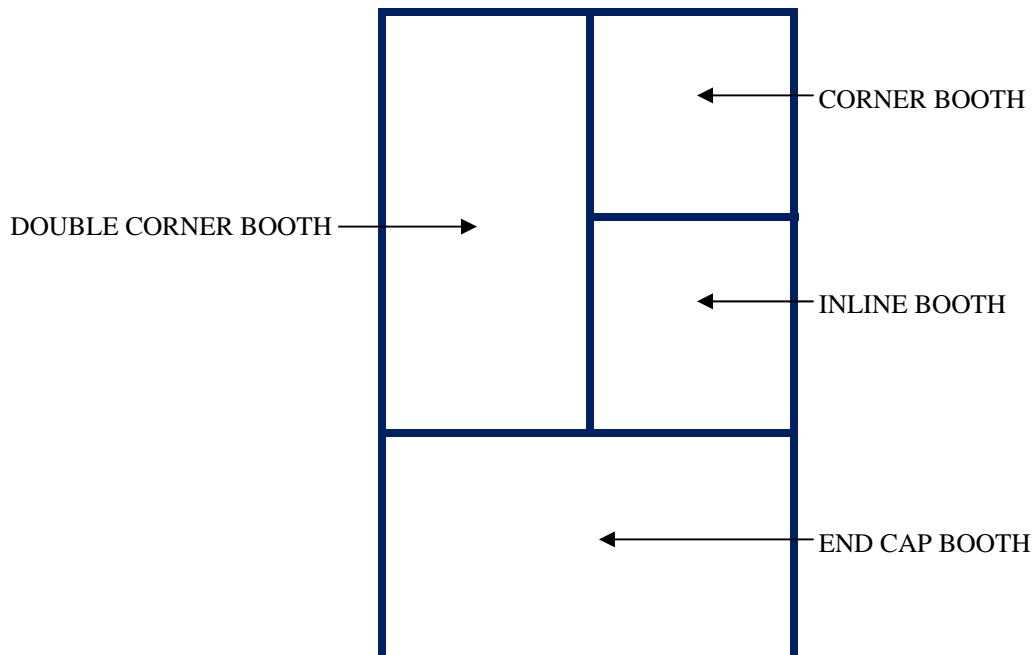 CORNER BOOTH
DOUBLE CORNER BOOTH
INLINE BOOTH
END CAP BOOTH